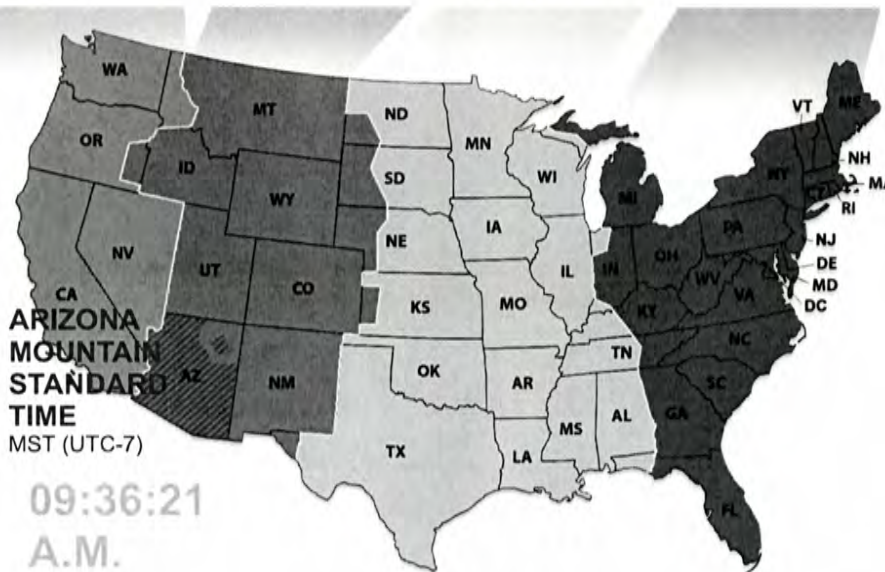 WA
MT
ND
MN
VT
ME
OR
ID
SD
WI
NH
WY
MI
NY
MA
CT
RI
NV
NE
IA
PA
NJ
UT
CO
IL
IN
OH
WV
DE
MD
DC
CA
KS
MO
KY
VA
ARIZONA
MOUNTAIN
STANDARD
TIME
MST (UTC-7)
AZ
NM
OK
TN
NC
AR
SC
TX
LA
MS
AL
GA
FL
09:36:21
A.M.